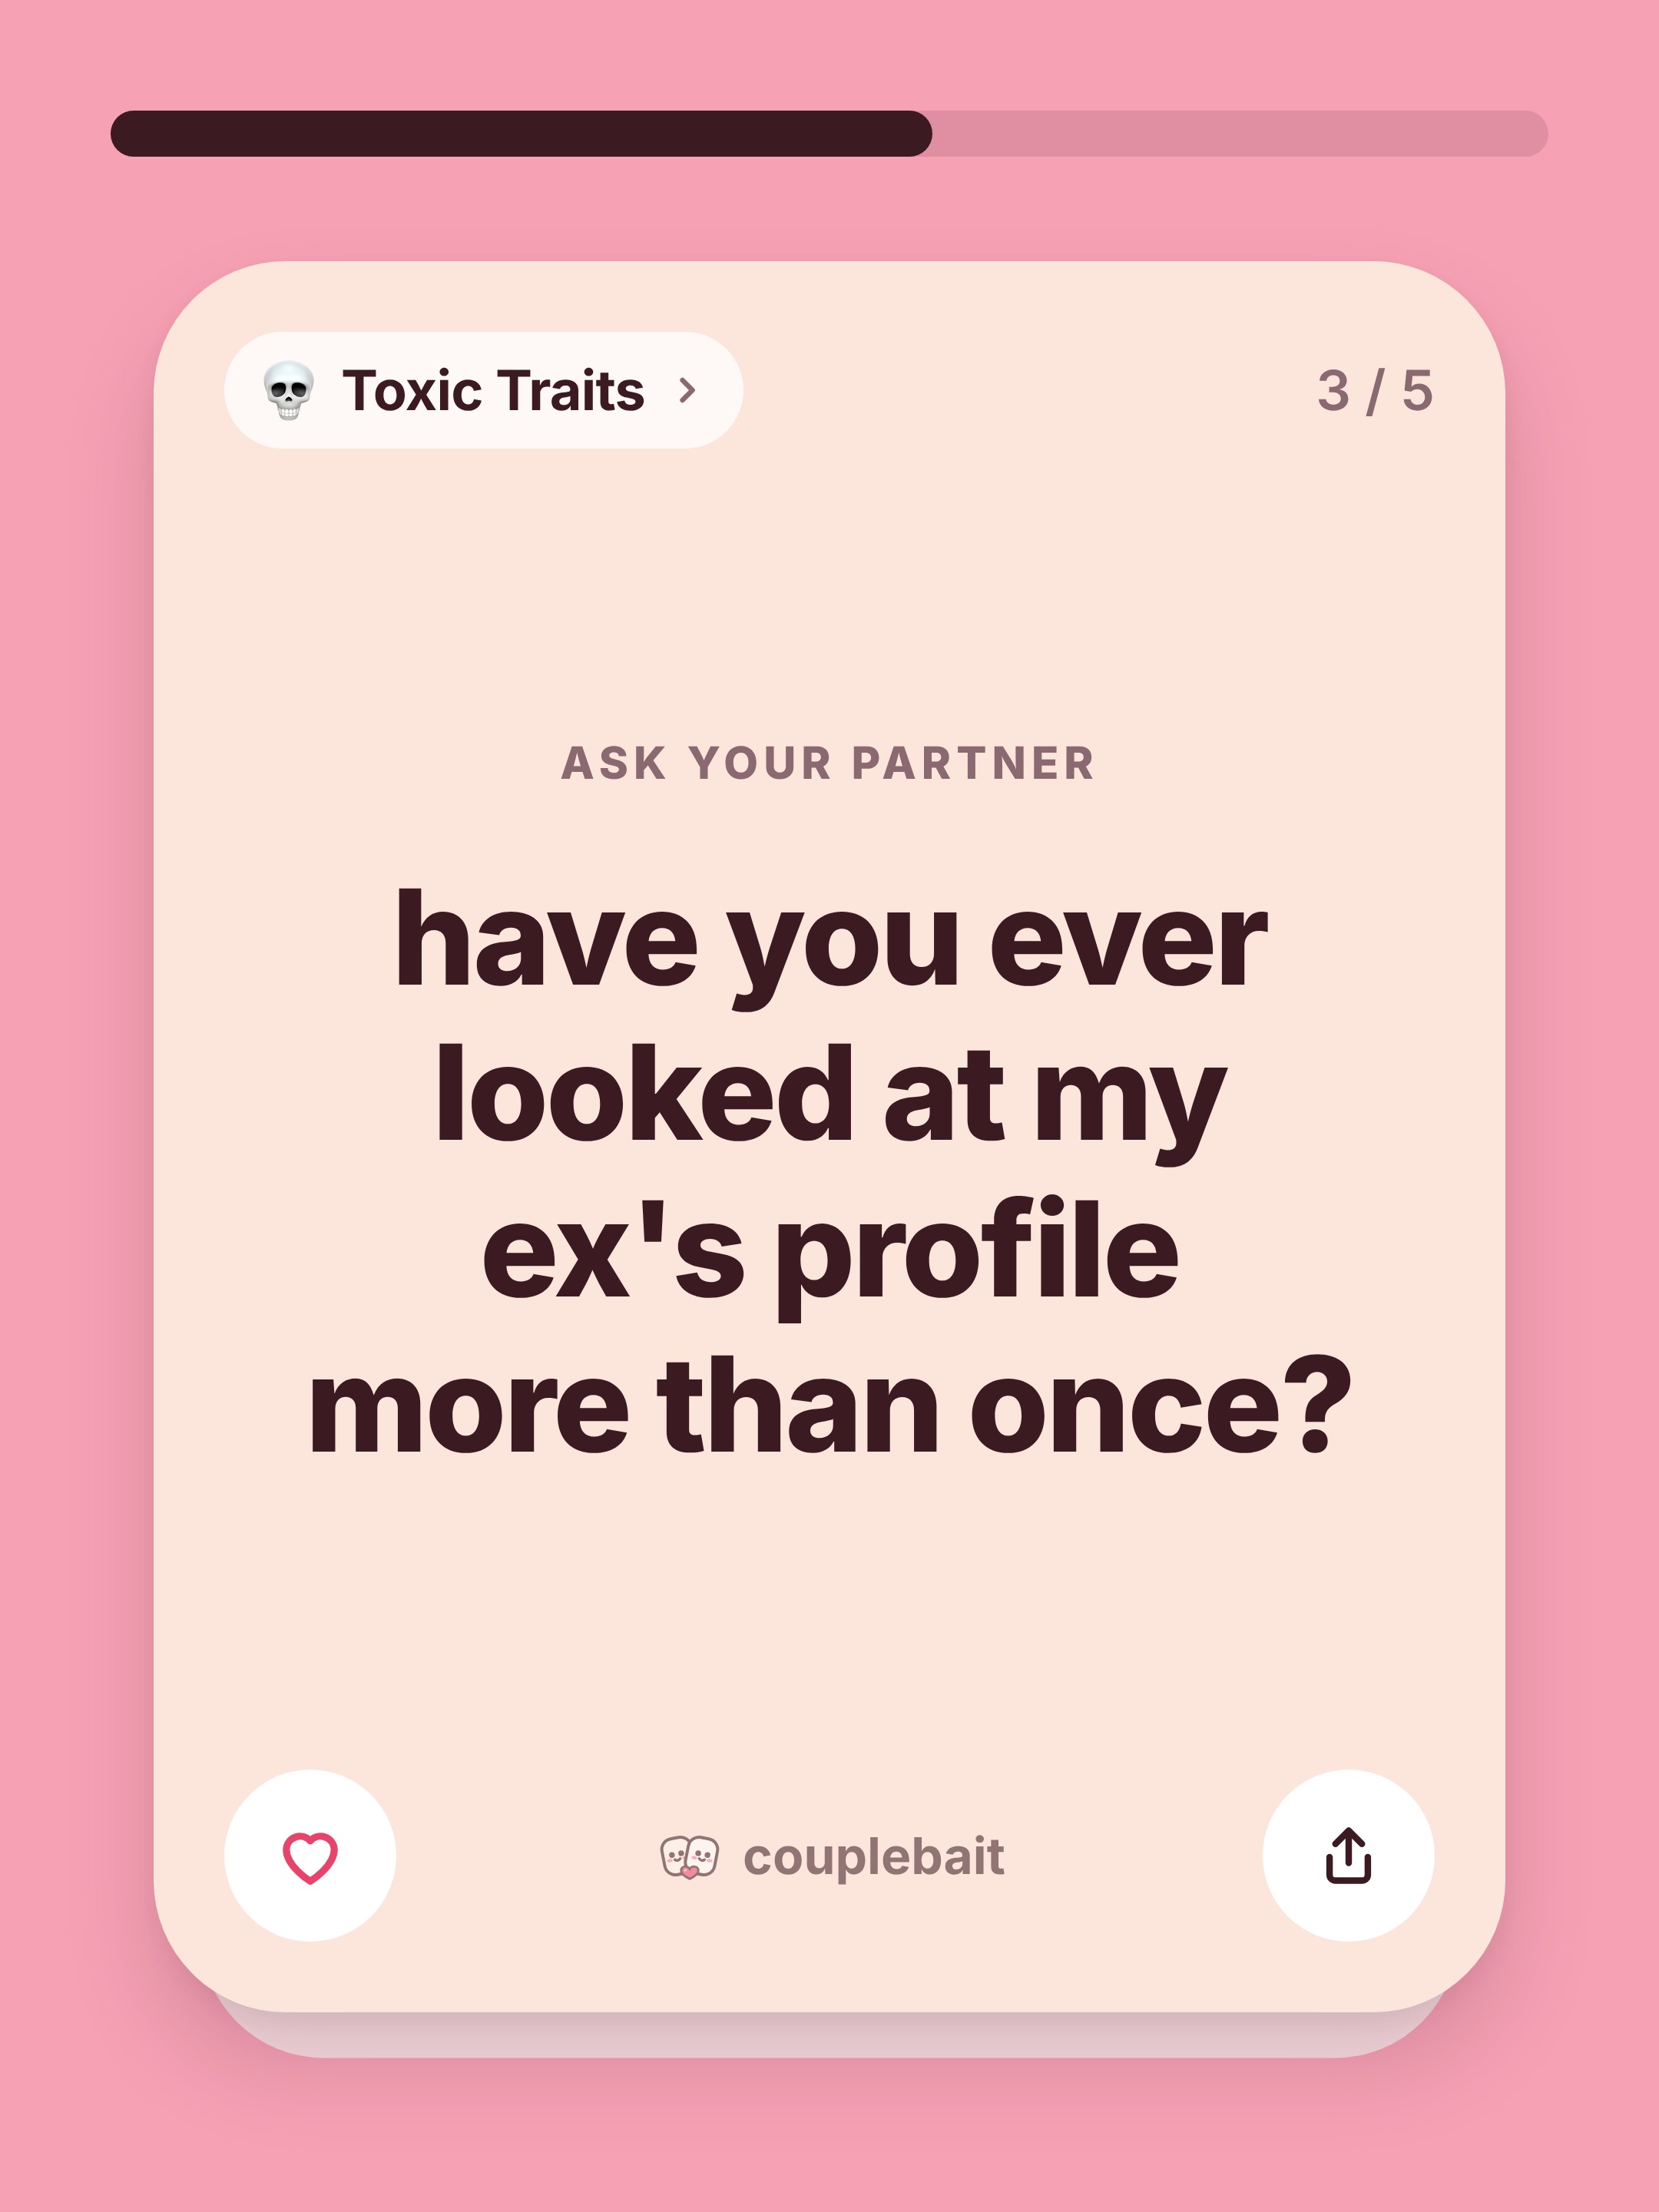 Toxic Traits
3 / 5
ASK YOUR PARTNER
have you ever
looked at my
ex's profile
more than once?
couplebait